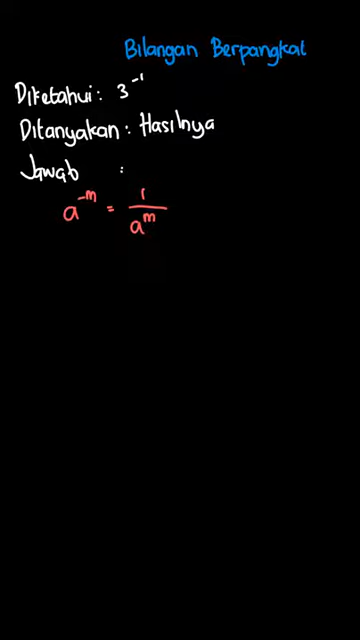 Bilangan Berpangkat
Diketahui : 3⁻¹
Ditanyakan : Hasilnya
Jawab :
a⁻ᵐ = 1/aᵐ